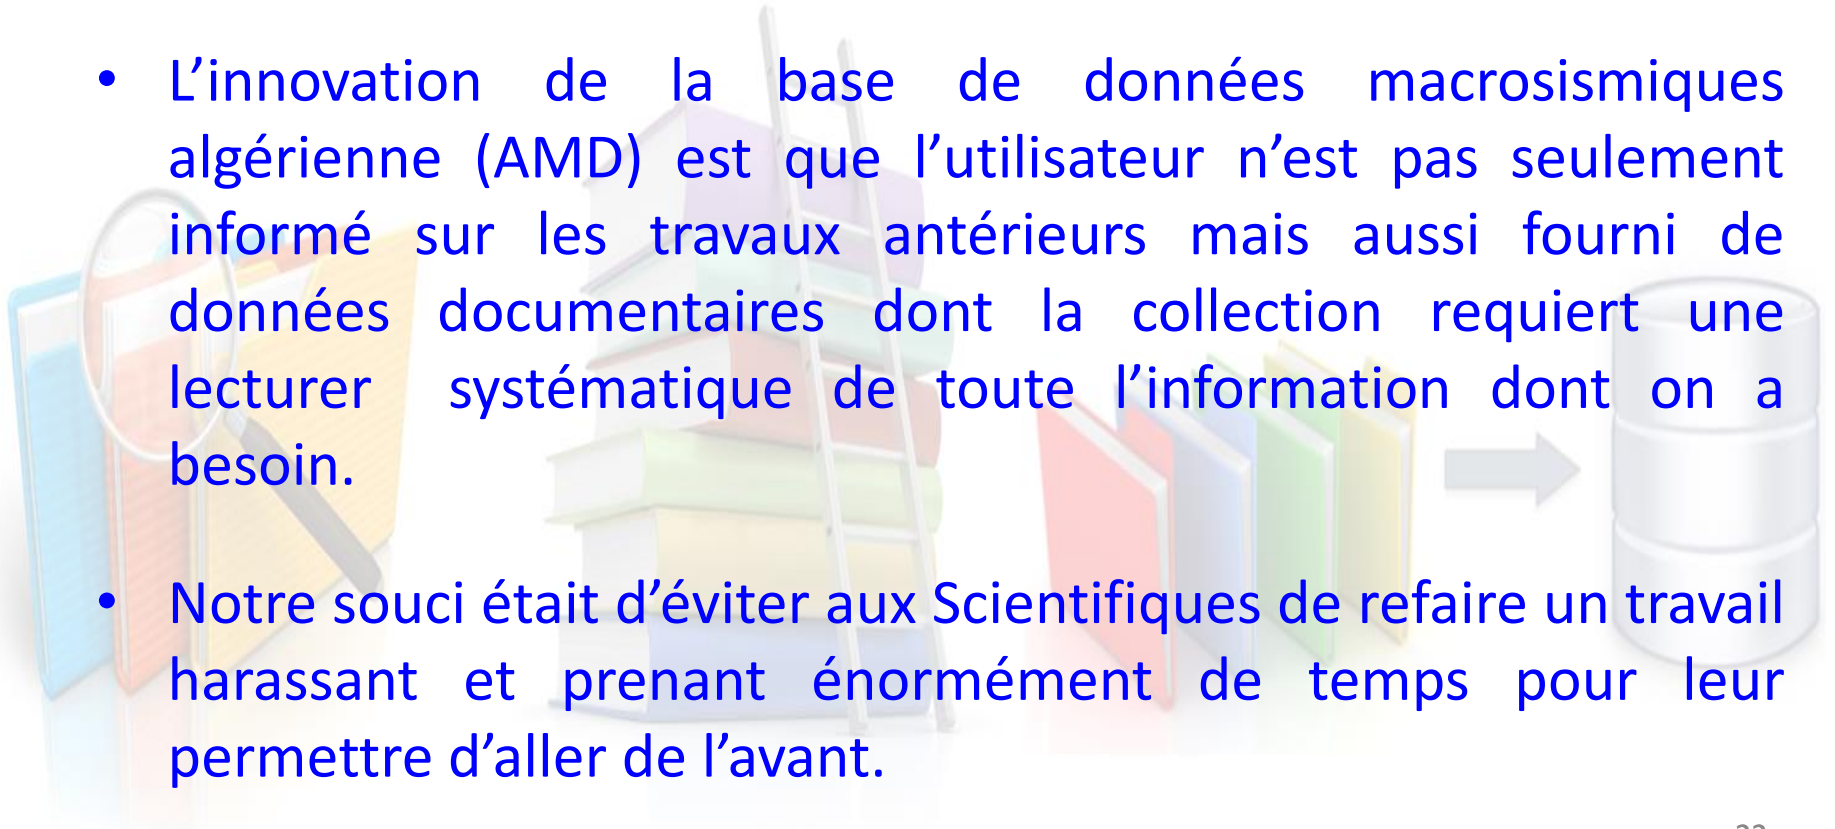 • L’innovation de la base de données macrosismiques
algérienne (AMD) est que l’utilisateur n’est pas seulement
informé sur les travaux antérieurs mais aussi fourni de
données documentaires dont la collection requiert une
lecturer systématique de toute l’information dont on a
besoin.
• Notre souci était d’éviter aux Scientifiques de refaire un travail
harassant et prenant énormément de temps pour leur
permettre d’aller de l’avant.